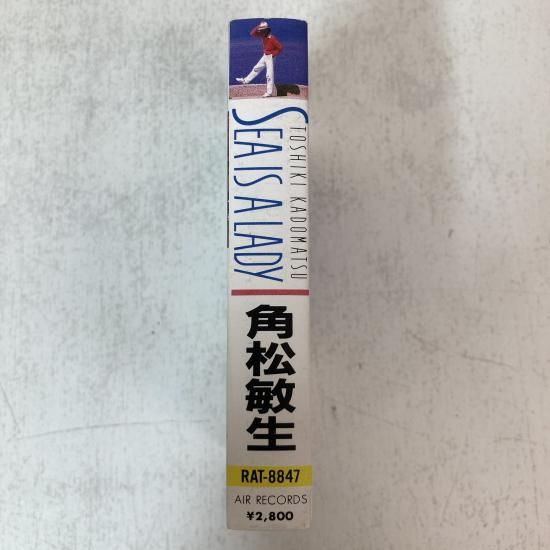 SEA IS A LADY
TOSHIKI KADOMATSU
角松敏生
RAT-8847
AIR RECORDS
¥2,800